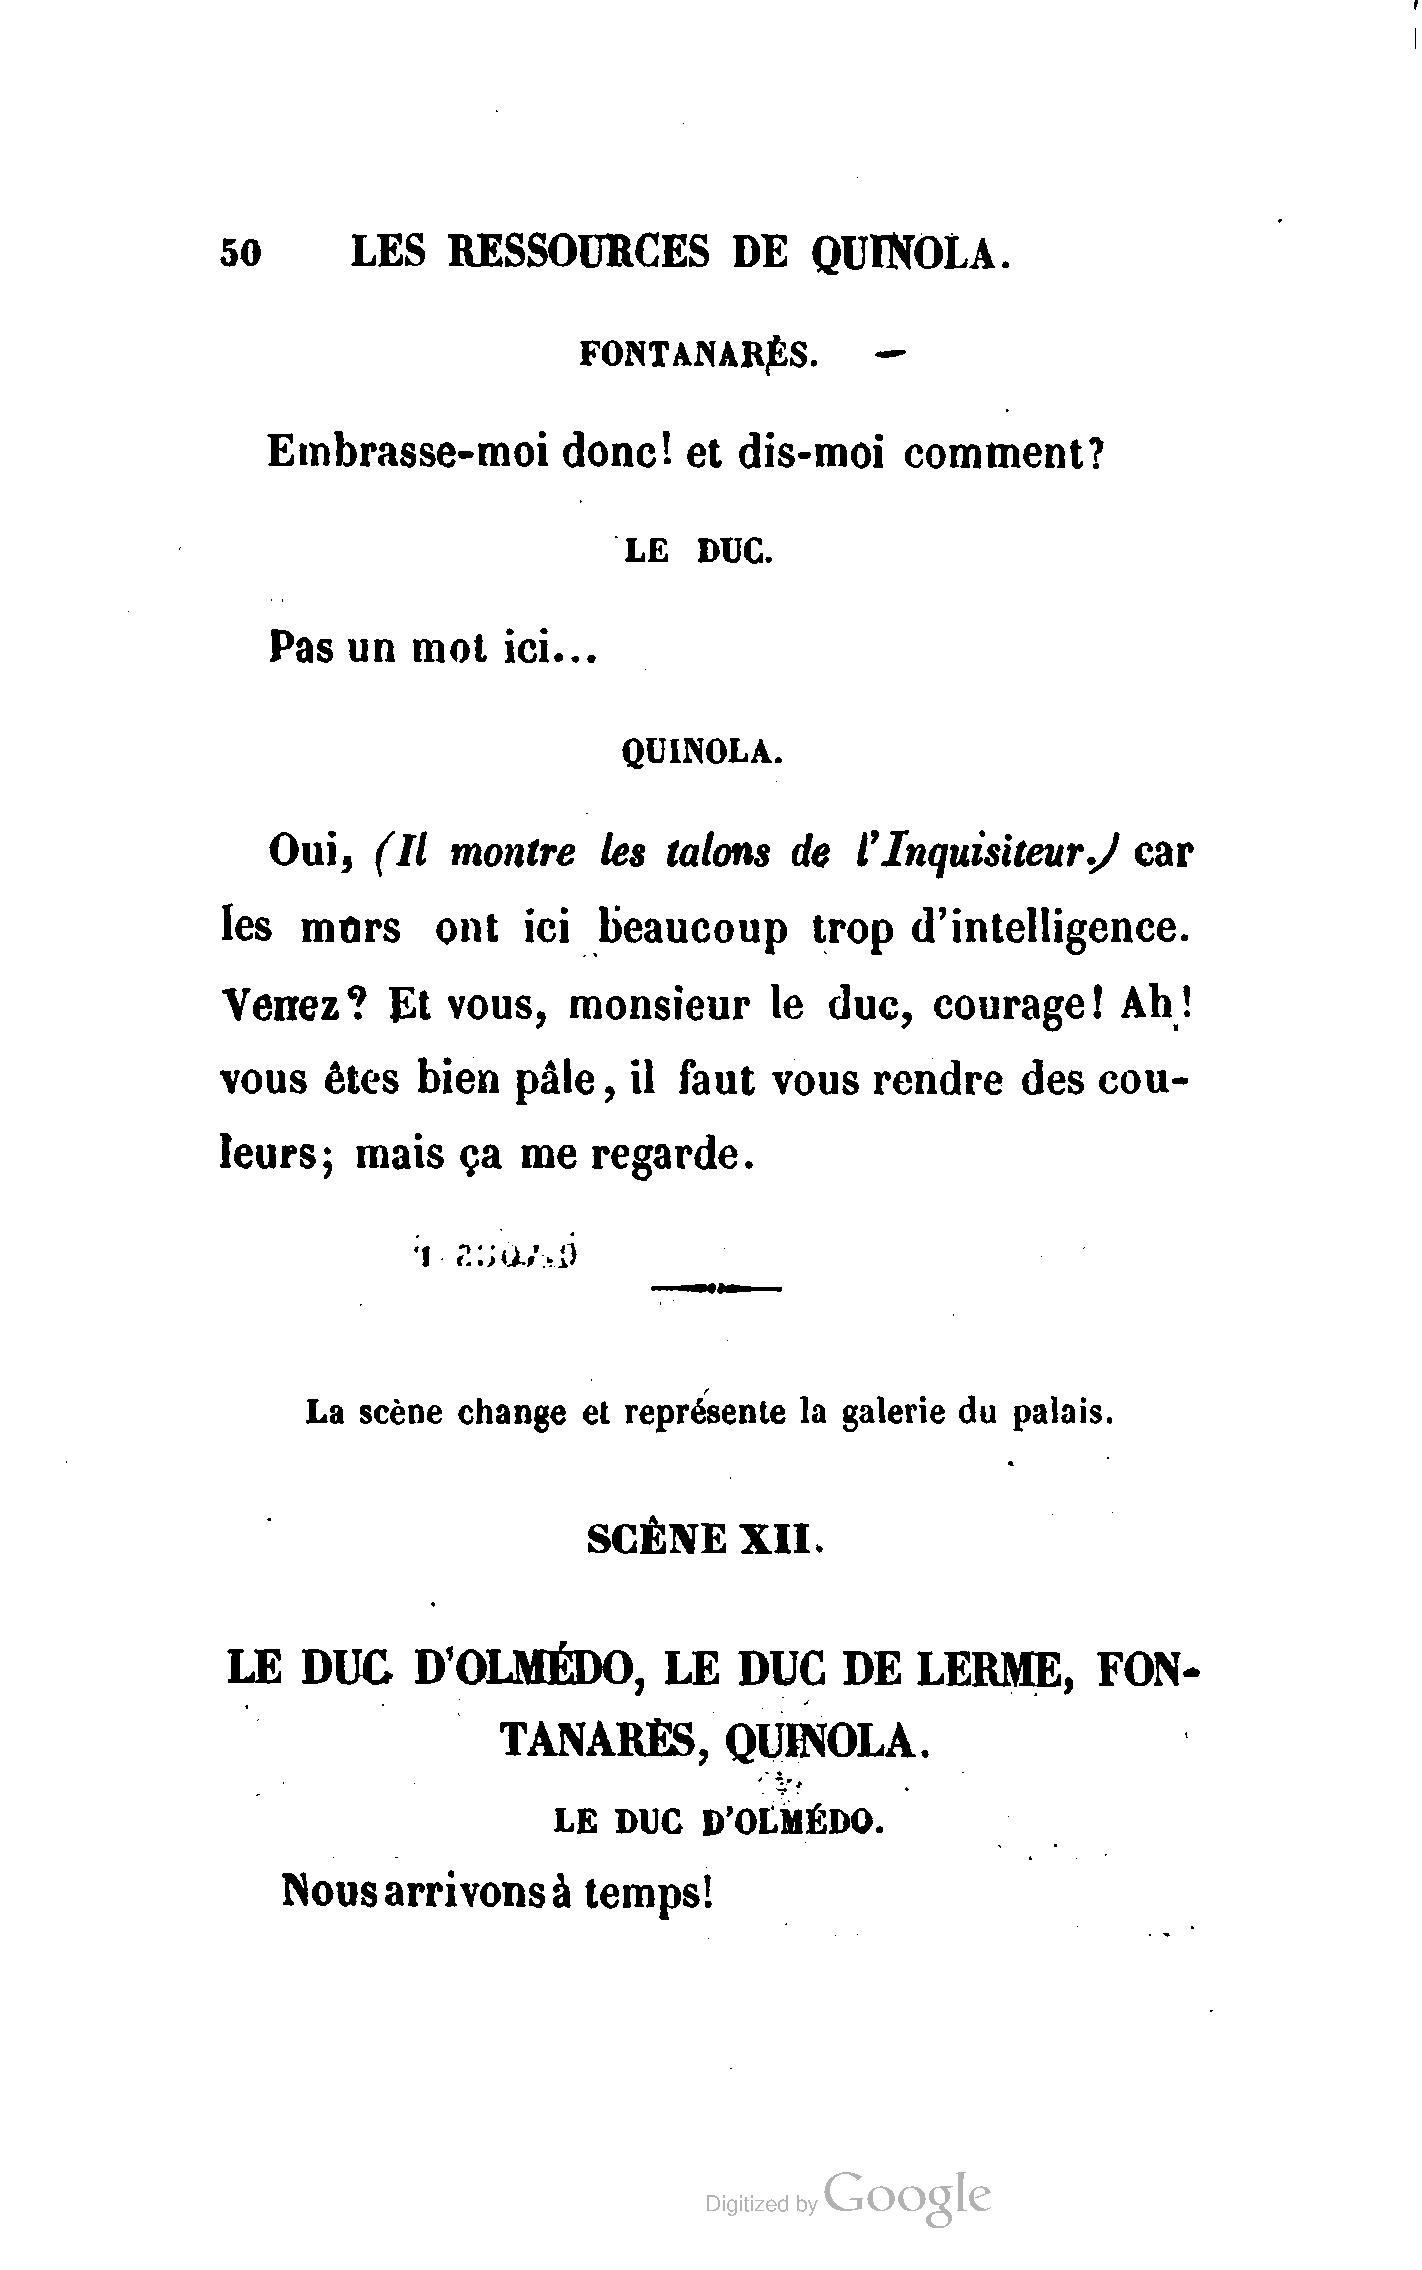 50 LES RESSOURCES DE QUINOLA.
FONTANARÈS. —
Embrasse-moi donc! et dis-moi comment?
LE DUC.
Pas un mot ici...
QUINOLA.
Oui, (Il montre les talons de l'Inquisiteur.) car
les murs ont ici beaucoup trop d'intelligence.
Venez? Et vous, monsieur le duc, courage! Ah!
vous êtes bien pâle, il faut vous rendre des cou-
leurs; mais ça me regarde.
La scène change et représente la galerie du palais.
SCÈNE XII.
LE DUC D'OLMÉDO, LE DUC DE LERME, FON-
TANARÈS, QUINOLA.
LE DUC D'OLMÉDO.
Nous arrivons à temps!
Digitized by Google